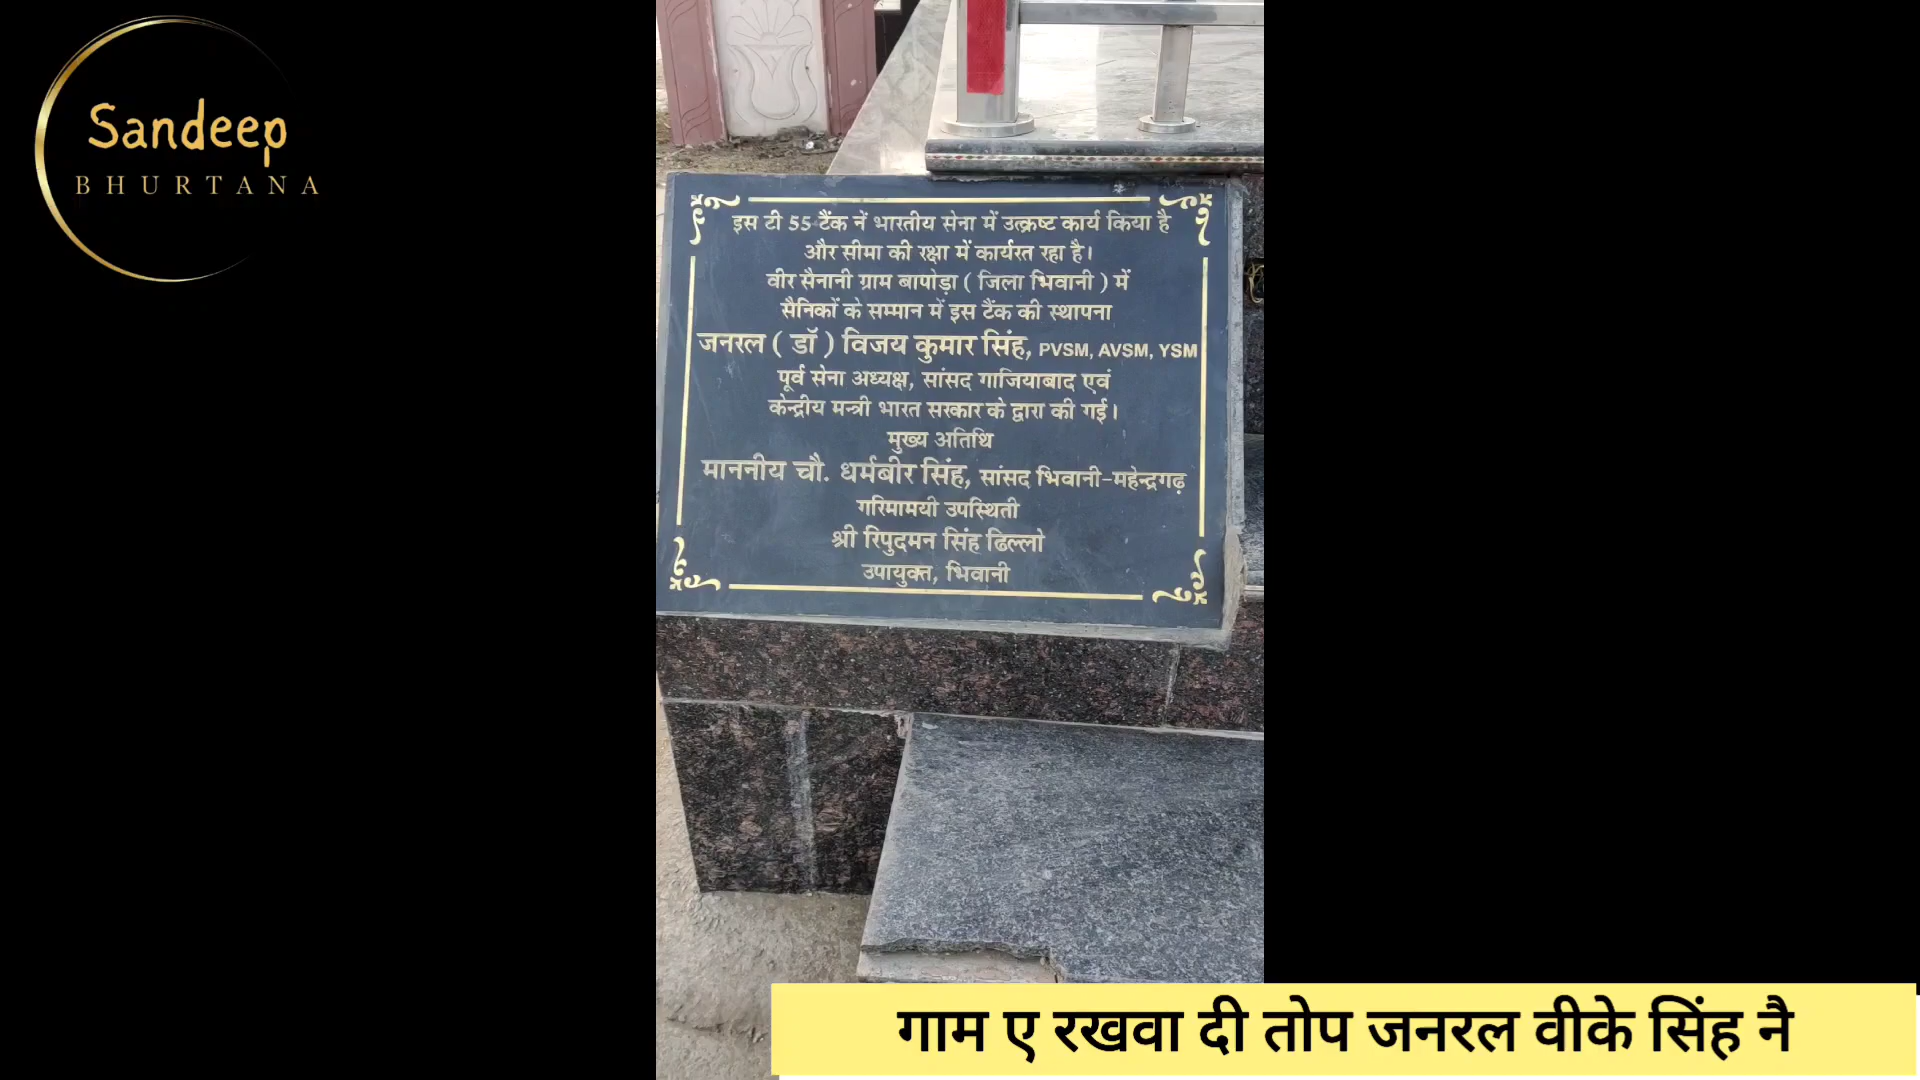 Sandeep
BHURTANA
इस टी 55 टैंक नें भारतीय सेना में उत्क्रष्ट कार्य किया है
और सीमा की रक्षा में कार्यरत रहा है।
वीर सैनानी ग्राम बापोड़ा ( जिला भिवानी ) में
सैनिकों के सम्मान में इस टैंक की स्थापना
जनरल ( डॉ ) विजय कुमार सिंह, PVSM, AVSM, YSM
पूर्व सेना अध्यक्ष, सांसद गाजियाबाद एवं
केन्द्रीय मन्त्री भारत सरकार के द्वारा की गई।
मुख्य अतिथि
माननीय चौ. धर्मबीर सिंह, सांसद भिवानी-महेन्द्रगढ़
गरिमामयी उपस्थिती
श्री रिपुदमन सिंह ढिल्लो
उपायुक्त, भिवानी
गाम ए रखवा दी तोप जनरल वीके सिंह नै